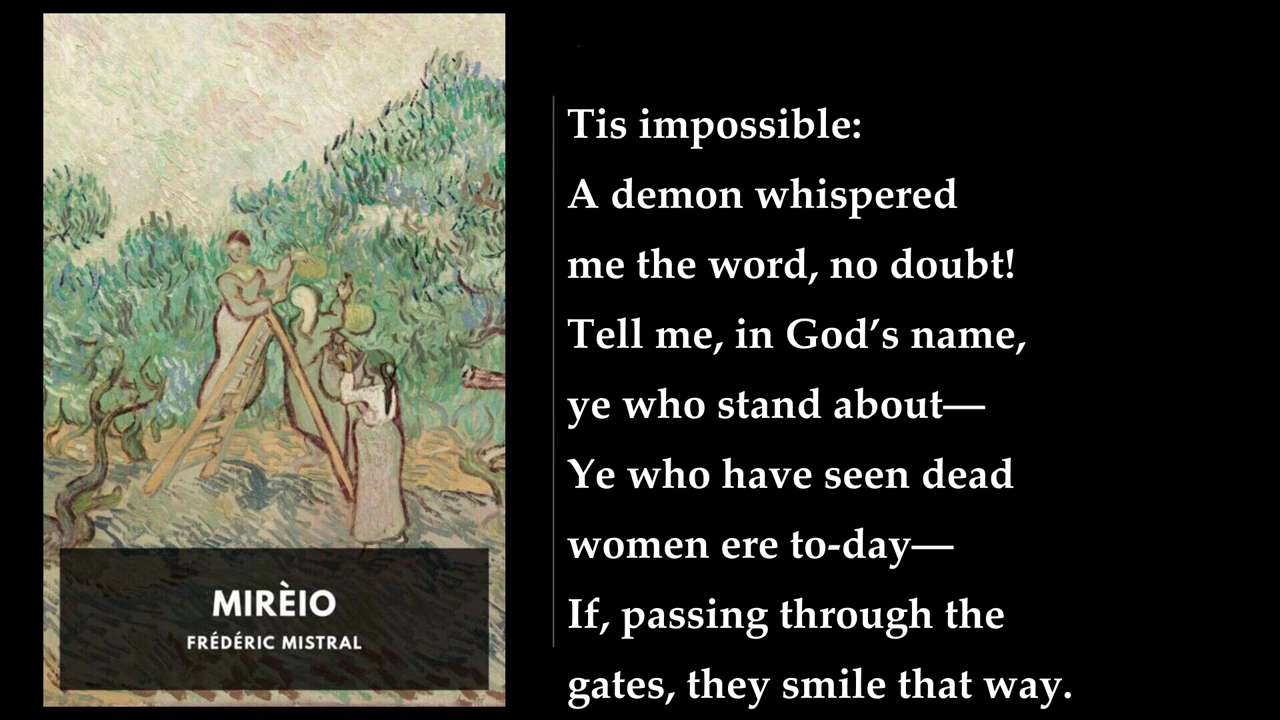 MIRÈIO
FRÉDÉRIC MISTRAL
Tis impossible:
A demon whispered
me the word, no doubt!
Tell me, in God’s name,
ye who stand about—
Ye who have seen dead
women ere to-day—
If, passing through the
gates, they smile that way.